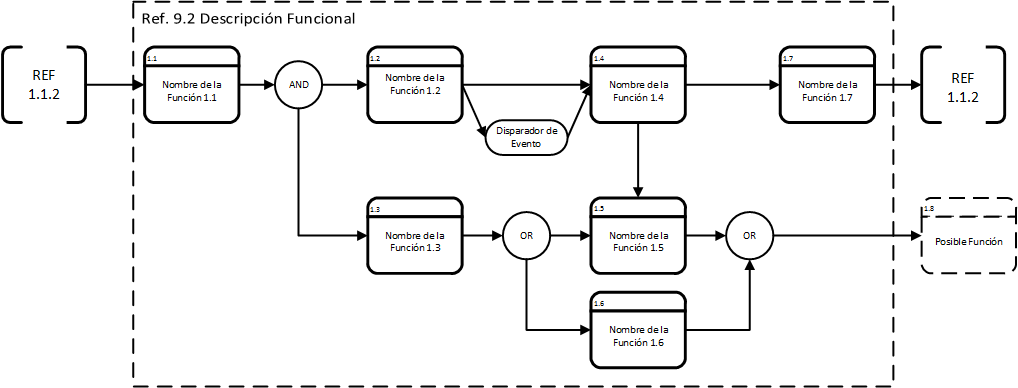 Ref. 9.2 Descripción Funcional
REF
1.1.2
1.1
Nombre de la
Función 1.1
AND
1.2
Nombre de la
Función 1.2
Disparador de
Evento
1.4
Nombre de la
Función 1.4
1.7
Nombre de la
Función 1.7
REF
1.1.2
1.3
Nombre de la
Función 1.3
OR
1.5
Nombre de la
Función 1.5
OR
1.8
Posible Función
1.6
Nombre de la
Función 1.6